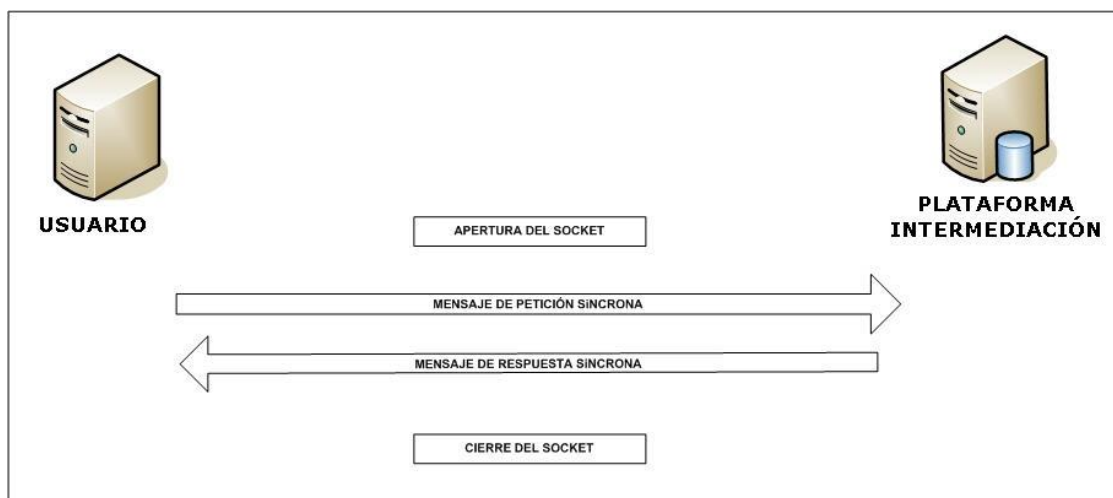 USUARIO
PLATAFORMA
INTERMEDIACIÓN
APERTURA DEL SOCKET
MENSAJE DE PETICIÓN SíNCRONA
MENSAJE DE RESPUESTA SíNCRONA
CIERRE DEL SOCKET